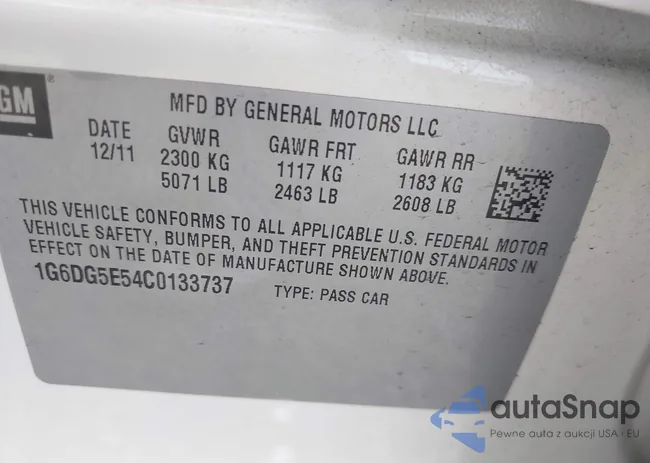 GM ®
MFD BY GENERAL MOTORS LLC
DATE GVWR GAWR FRT GAWR RR
12/11 2300 KG 1117 KG 1183 KG
5071 LB 2463 LB 2608 LB
THIS VEHICLE CONFORMS TO ALL APPLICABLE U.S. FEDERAL MOTOR
VEHICLE SAFETY, BUMPER, AND THEFT PREVENTION STANDARDS IN
EFFECT ON THE DATE OF MANUFACTURE SHOWN ABOVE.
1G6DG5E54C0133737 TYPE: PASS CAR
autaSnap
Pewne auta z aukcji USA i EU